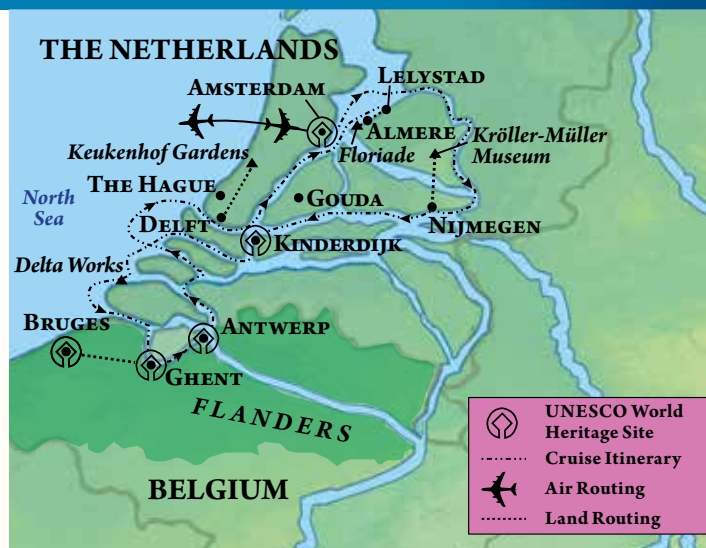 THE NETHERLANDS
AMSTERDAM
LELYSTAD
ALMERE
Floriade
Keukenhof Gardens
Kröller-Müller
Museum
North
Sea
THE HAGUE
GOUDA
DELFT
NIJMEGEN
KINDERDIJK
Delta Works
BRUGES
ANTWERP
GHENT
FLANDERS
BELGIUM
UNESCO World
Heritage Site
Cruise Itinerary
Air Routing
Land Routing